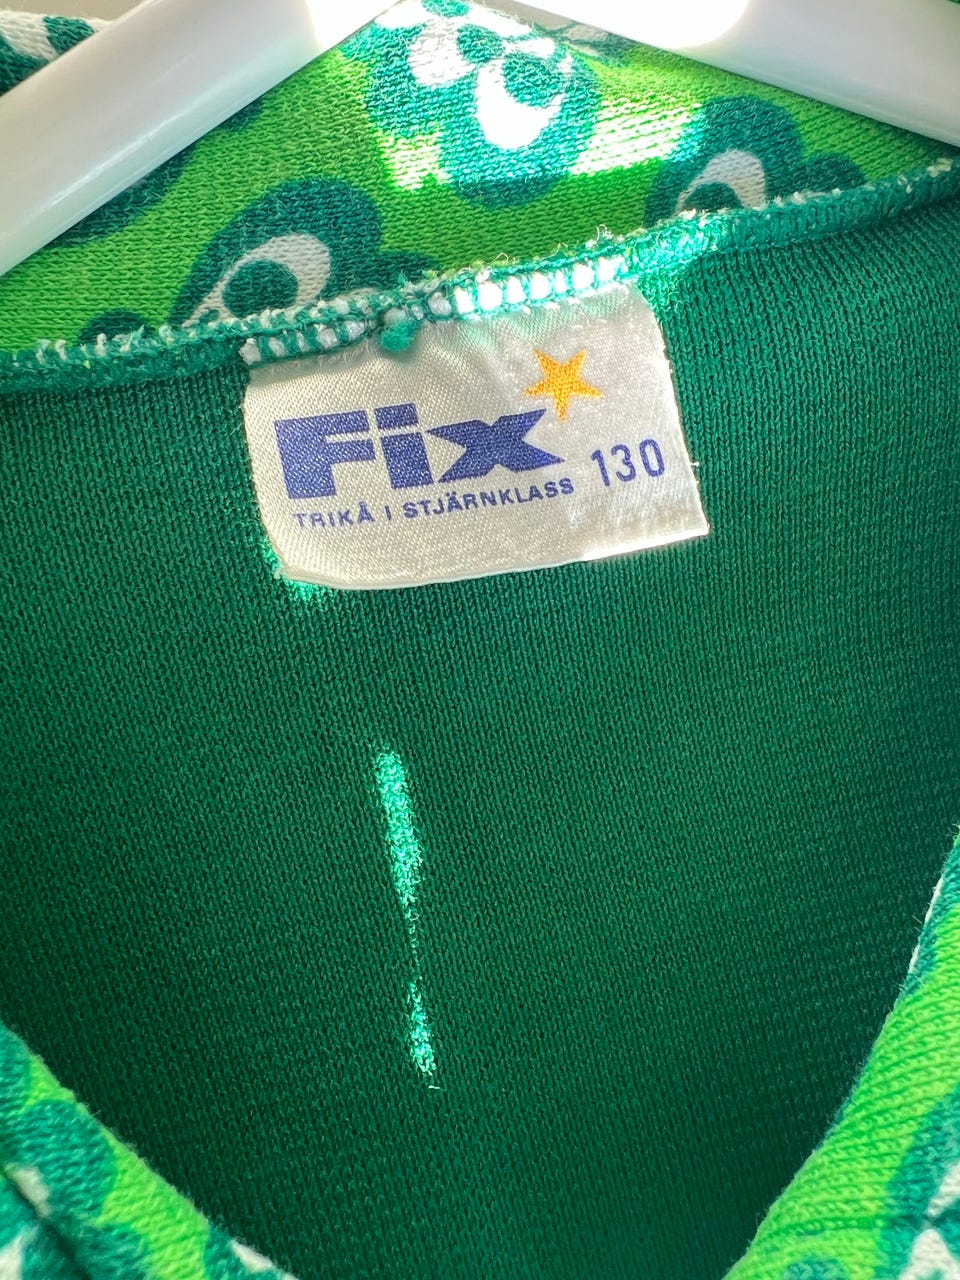 Fix 130
TRIKÅ I STJÄRNKLASS